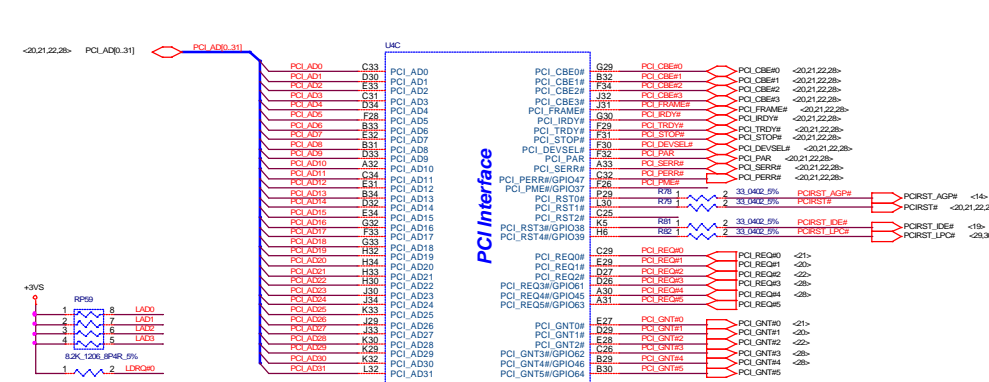 <20,21,22,28> PCI_AD[0..31] PCI_AD[0..31]
U4C
PCI Interface
PCI_AD0 C33 PCI_AD0
PCI_AD1 D30 PCI_AD1
PCI_AD2 E33 PCI_AD2
PCI_AD3 C31 PCI_AD3
PCI_AD4 D34 PCI_AD4
PCI_AD5 F28 PCI_AD5
PCI_AD6 B33 PCI_AD6
PCI_AD7 E32 PCI_AD7
PCI_AD8 B31 PCI_AD8
PCI_AD9 D33 PCI_AD9
PCI_AD10 A32 PCI_AD10
PCI_AD11 C34 PCI_AD11
PCI_AD12 E31 PCI_AD12
PCI_AD13 B34 PCI_AD13
PCI_AD14 D32 PCI_AD14
PCI_AD15 E34 PCI_AD15
PCI_AD16 G32 PCI_AD16
PCI_AD17 F33 PCI_AD17
PCI_AD18 G33 PCI_AD18
PCI_AD19 H32 PCI_AD19
PCI_AD20 H34 PCI_AD20
PCI_AD21 H33 PCI_AD21
PCI_AD22 H30 PCI_AD22
PCI_AD23 J30 PCI_AD23
PCI_AD24 J34 PCI_AD24
PCI_AD25 K33 PCI_AD25
PCI_AD26 J29 PCI_AD26
PCI_AD27 J33 PCI_AD27
PCI_AD28 K30 PCI_AD28
PCI_AD29 K29 PCI_AD29
PCI_AD30 K32 PCI_AD30
PCI_AD31 L32 PCI_AD31
PCI_CBE0# G29 PCI_CBE#0 PCI_CBE#0 <20,21,22,28>
PCI_CBE1# B32 PCI_CBE#1 PCI_CBE#1 <20,21,22,28>
PCI_CBE2# F34 PCI_CBE#2 PCI_CBE#2 <20,21,22,28>
PCI_CBE3# J32 PCI_CBE#3 PCI_CBE#3 <20,21,22,28>
PCI_FRAME# J31 PCI_FRAME# PCI_FRAME# <20,21,22,28>
PCI_IRDY# G30 PCI_IRDY# PCI_IRDY# <20,21,22,28>
PCI_TRDY# F29 PCI_TRDY# PCI_TRDY# <20,21,22,28>
PCI_STOP# F31 PCI_STOP# PCI_STOP# <20,21,22,28>
PCI_DEVSEL# F30 PCI_DEVSEL# PCI_DEVSEL# <20,21,22,28>
PCI_PAR F32 PCI_PAR PCI_PAR <20,21,22,28>
PCI_SERR# A33 PCI_SERR# PCI_SERR# <20,21,22,28>
PCI_PERR#/GPIO47 C32 PCI_PERR# PCI_PERR# <20,21,22,28>
PCI_PME#/GPIO37 F26 PCI_PME#
PCI_RST0# P29 R78 1 2 33_0402_5% PCIRST_AGP# PCIRST_AGP# <14>
PCI_RST1# L30 R79 1 2 33_0402_5% PCIRST# PCIRST# <20,21,22,2
PCI_RST2# C25
PCI_RST3#/GPIO38 K5 R81 1 2 33_0402_5% PCIRST_IDE# PCIRST_IDE# <19>
PCI_RST4#/GPIO39 H6 R82 1 2 33_0402_5% PCIRST_LPC# PCIRST_LPC# <29,3
PCI_REQ0# C29 PCI_REQ#0 PCI_REQ#0 <21>
PCI_REQ1# E29 PCI_REQ#1 PCI_REQ#1 <20>
PCI_REQ2# D27 PCI_REQ#2 PCI_REQ#2 <22>
PCI_REQ3#/GPIO61 D26 PCI_REQ#3 PCI_REQ#3 <28>
PCI_REQ4#/GPIO45 A30 PCI_REQ#4 PCI_REQ#4 <28>
PCI_REQ5#/GPIO63 A31 PCI_REQ#5 PCI_REQ#5
PCI_GNT0# E27 PCI_GNT#0 PCI_GNT#0 <21>
PCI_GNT1# D29 PCI_GNT#1 PCI_GNT#1 <20>
PCI_GNT2# E28 PCI_GNT#2 PCI_GNT#2 <22>
PCI_GNT3#/GPIO62 C26 PCI_GNT#3 PCI_GNT#3 <28>
PCI_GNT4#/GPIO46 B29 PCI_GNT#4 PCI_GNT#4 <28>
PCI_GNT5#/GPIO64 B30 PCI_GNT#5 PCI_GNT#5
+3VS
RP59
1 8 LAD0
2 7 LAD1
3 6 LAD2
4 5 LAD3
8.2K_1206_8P4R_5%
1 2 LDRQ#0